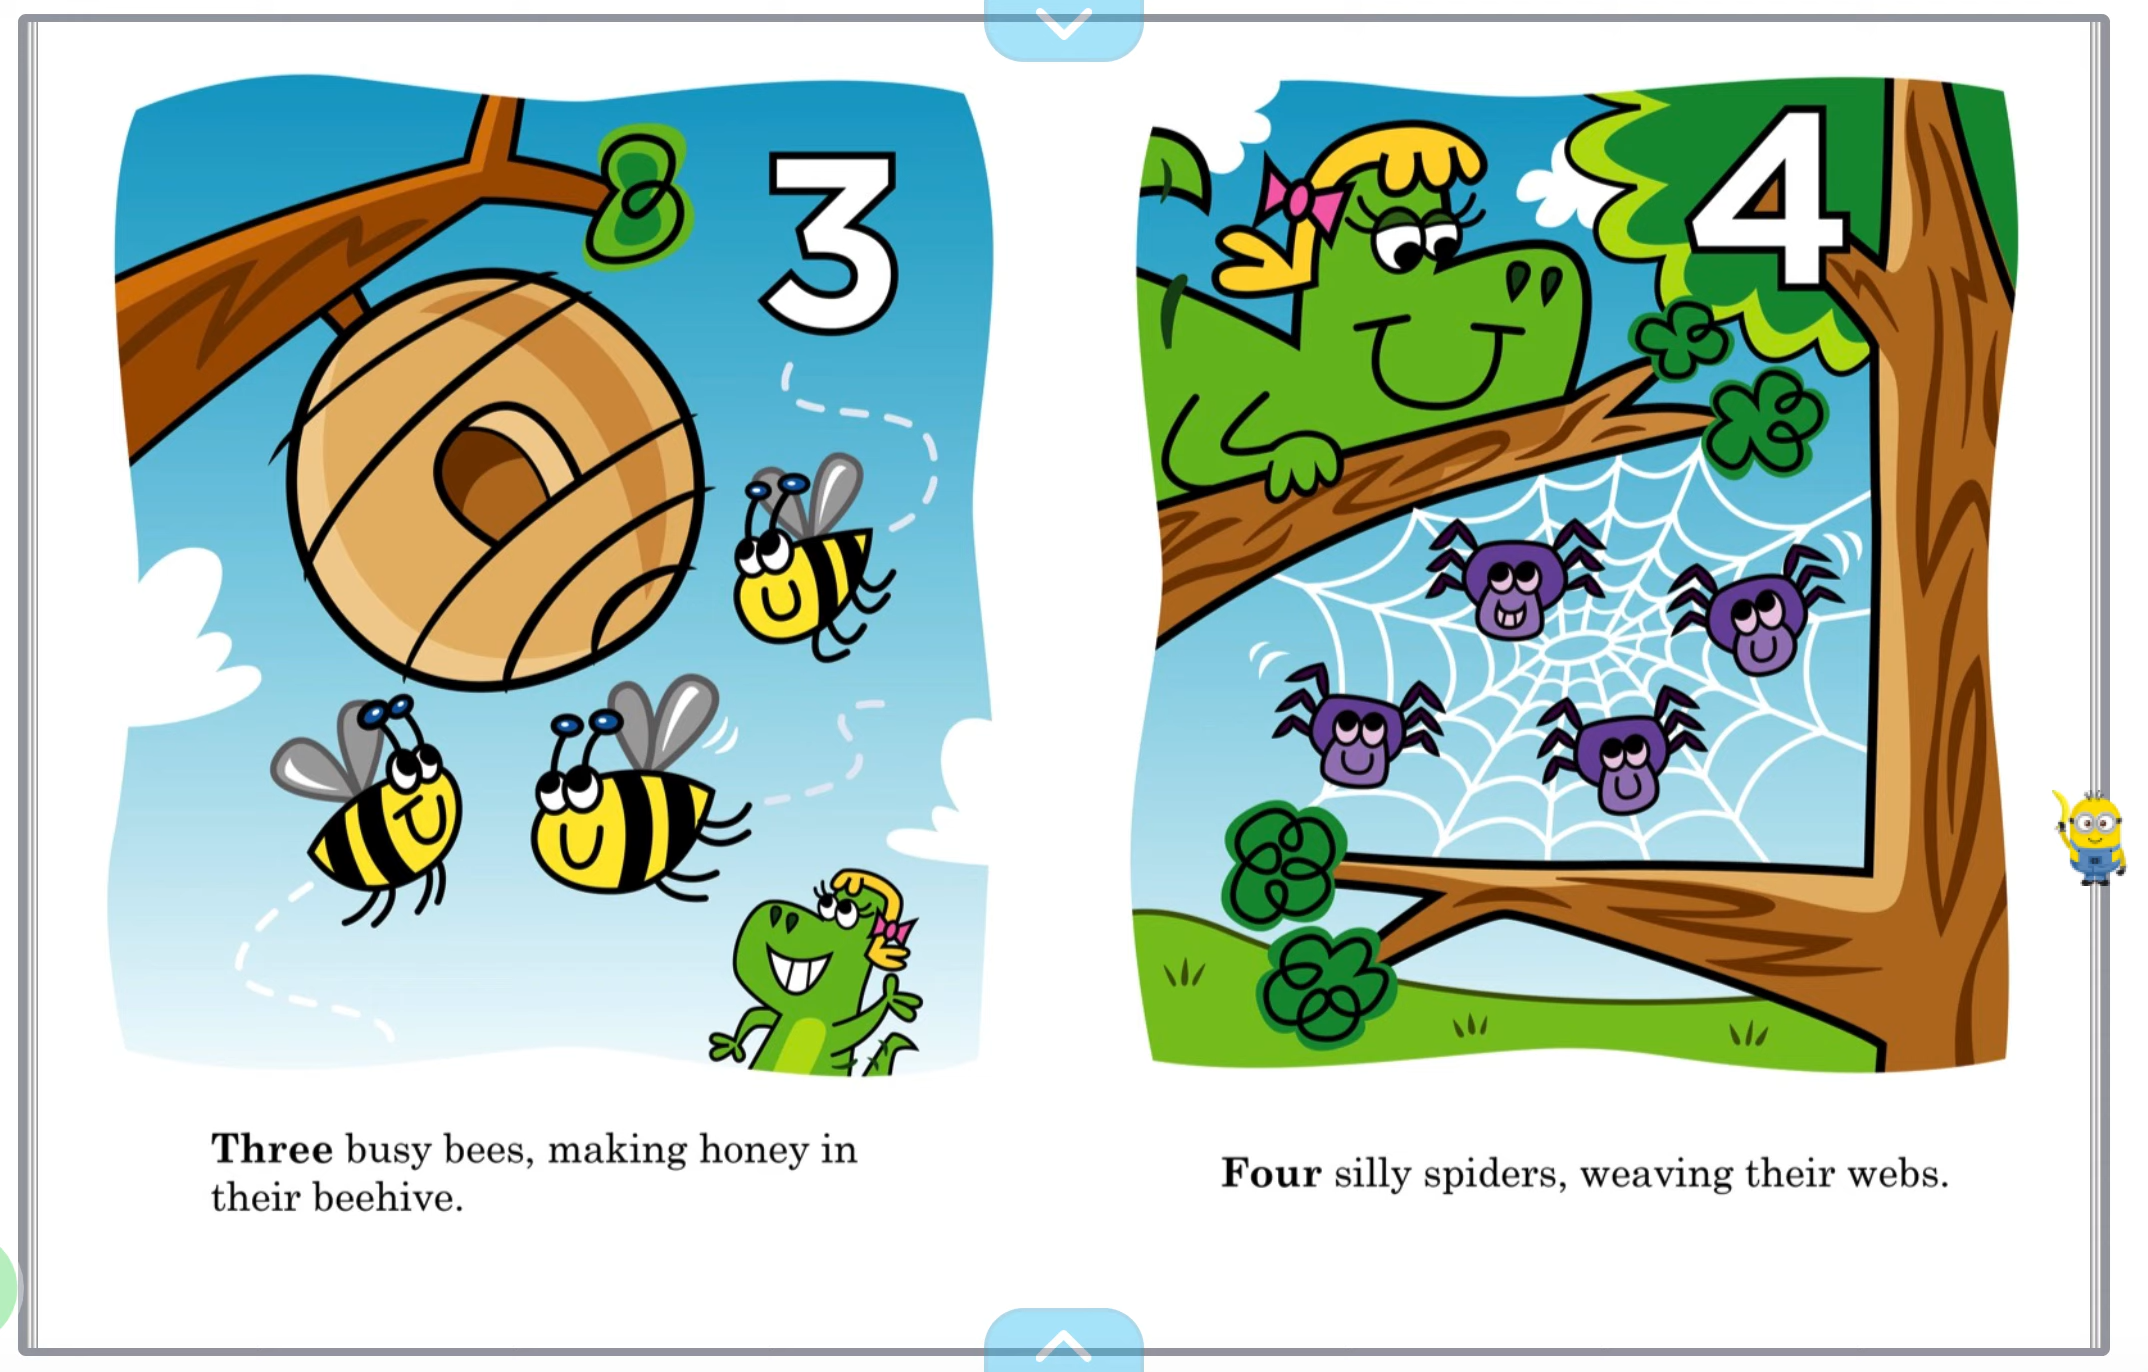 3
Three busy bees, making honey in
their beehive.
4
Four silly spiders, weaving their webs.